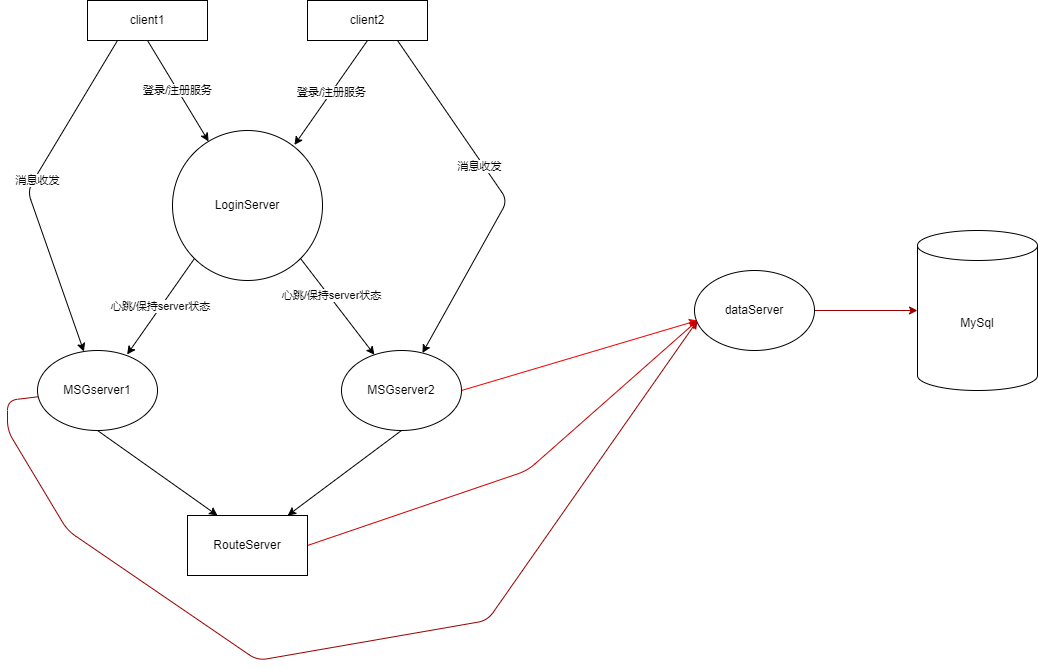 client1
client2
登录/注册服务
登录/注册服务
消息收发
消息收发
LoginServer
心跳/保持server状态
心跳/保持server状态
dataServer
MySql
MSGserver1
MSGserver2
RouteServer